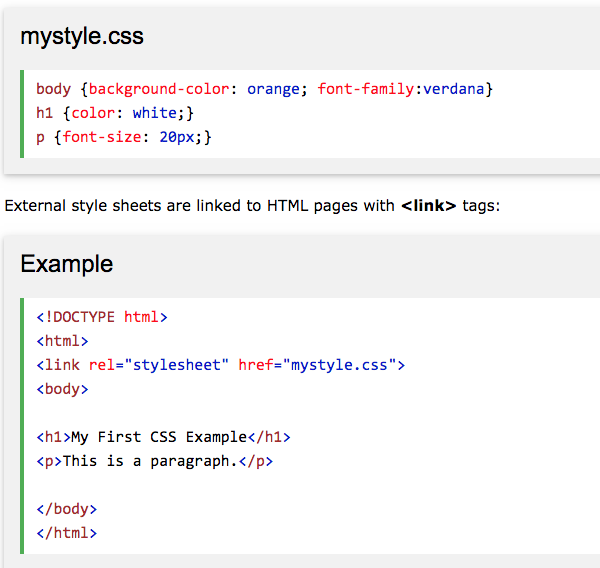 mystyle.css
body {background-color: orange; font-family:verdana}
h1 {color: white;}
p {font-size: 20px;}
External style sheets are linked to HTML pages with <link> tags:
Example
<!DOCTYPE html>
<html>
<link rel="stylesheet" href="mystyle.css">
<body>
<h1>My First CSS Example</h1>
<p>This is a paragraph.</p>
</body>
</html>